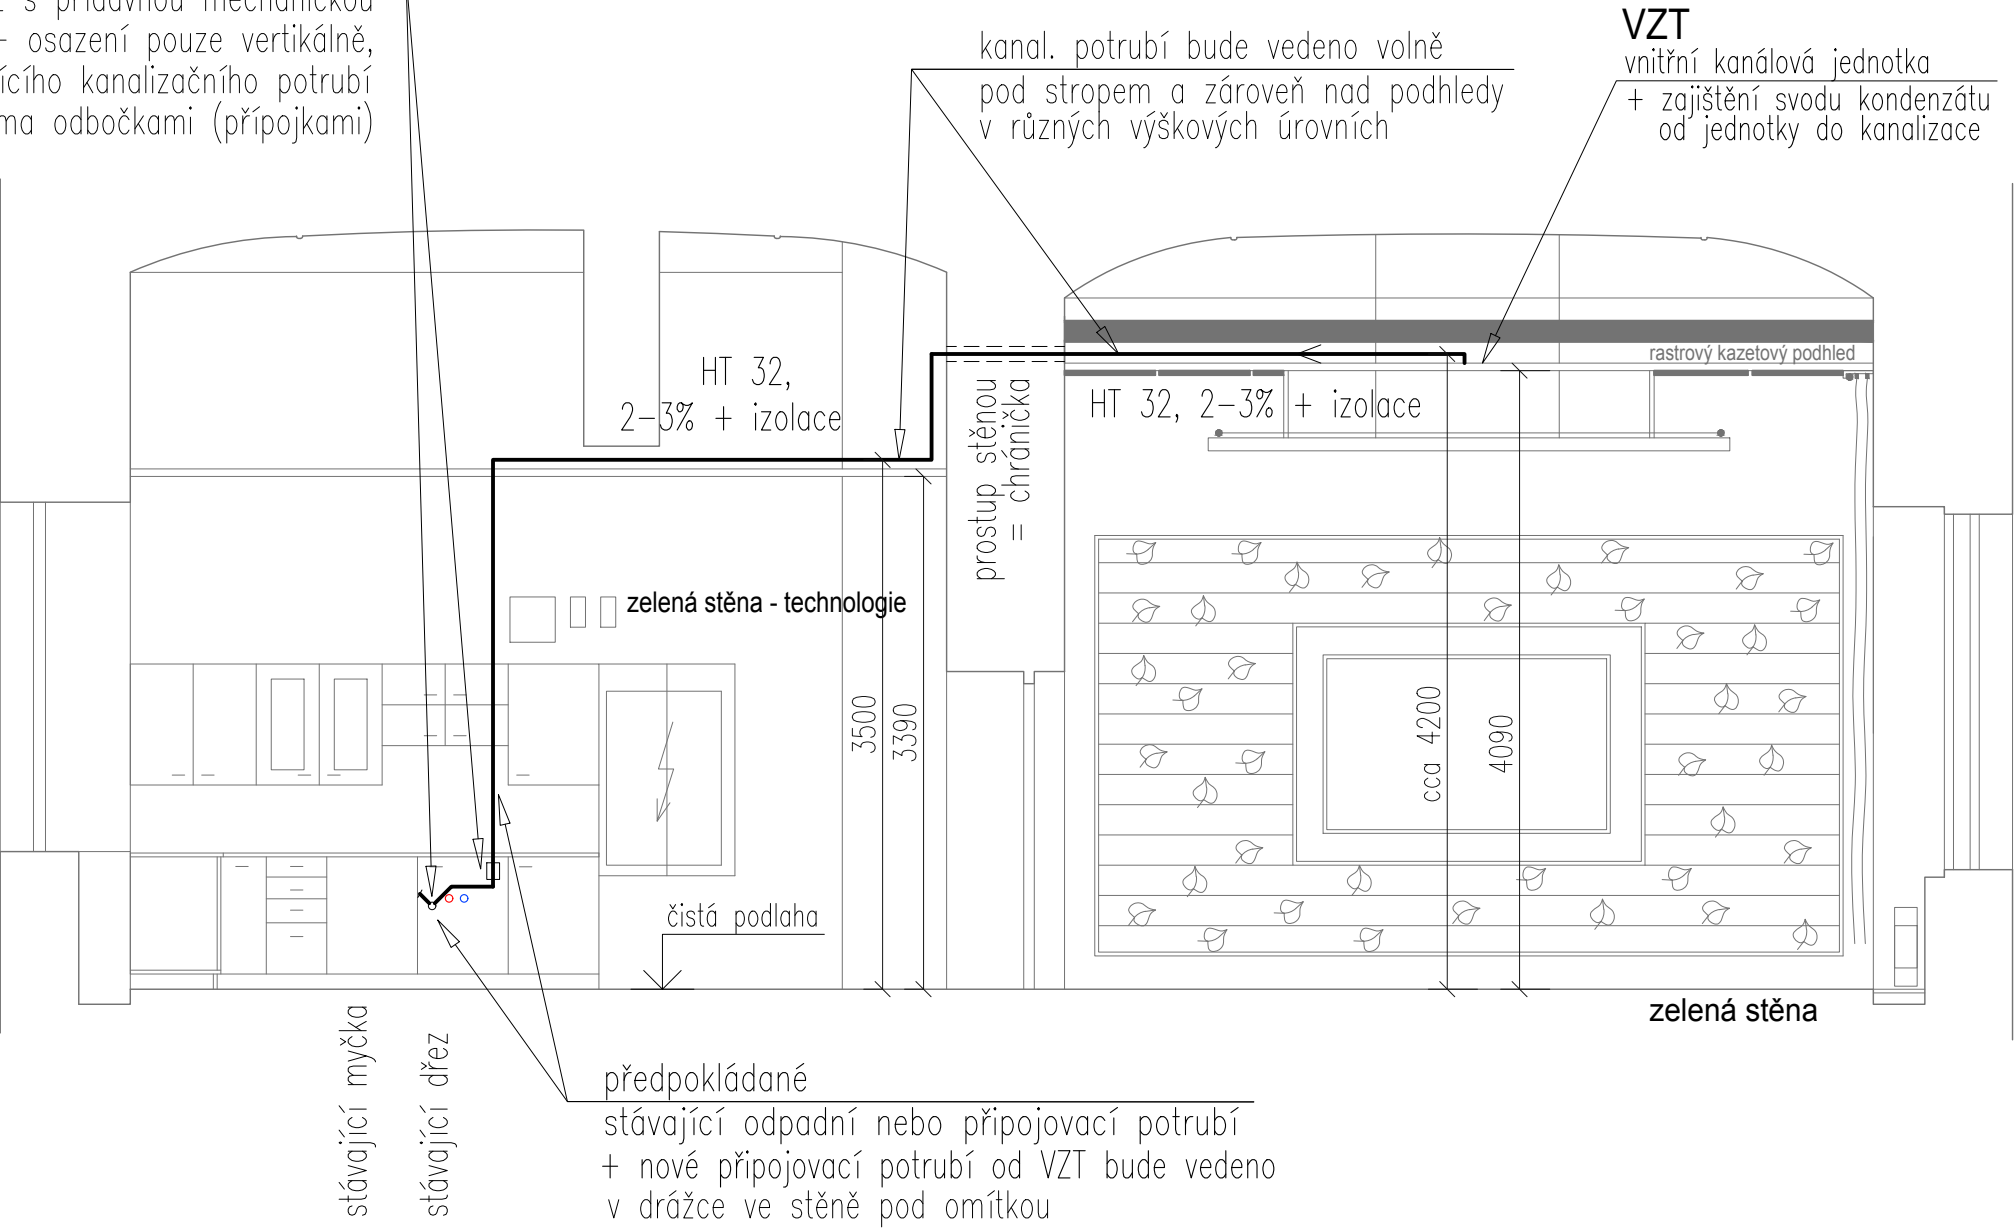 s přídavnou mechanickou
osazení pouze vertikálně,
kanalizačního potrubí
odbočkami (přípojkami)
kanal. potrubí bude vedeno volně
pod stropem a zároveň nad podhledy
v různých výškových úrovních
VZT
vnitřní kanálová jednotka
+ zajištění svodu kondenzátu
od jednotky do kanalizace
HT 32,
2-3% + izolace
prostup stěnou
= chránička
rastrový kazetový podhled
HT 32, 2-3% + izolace
zelená stěna - technologie
3500
3390
cca 4200
4090
čistá podlaha
zelená stěna
stávající myčka
stávající dřez
předpokládané
stávající odpadní nebo připojovací potrubí
+ nové připojovací potrubí od VZT bude vedeno
v drážce ve stěně pod omítkou